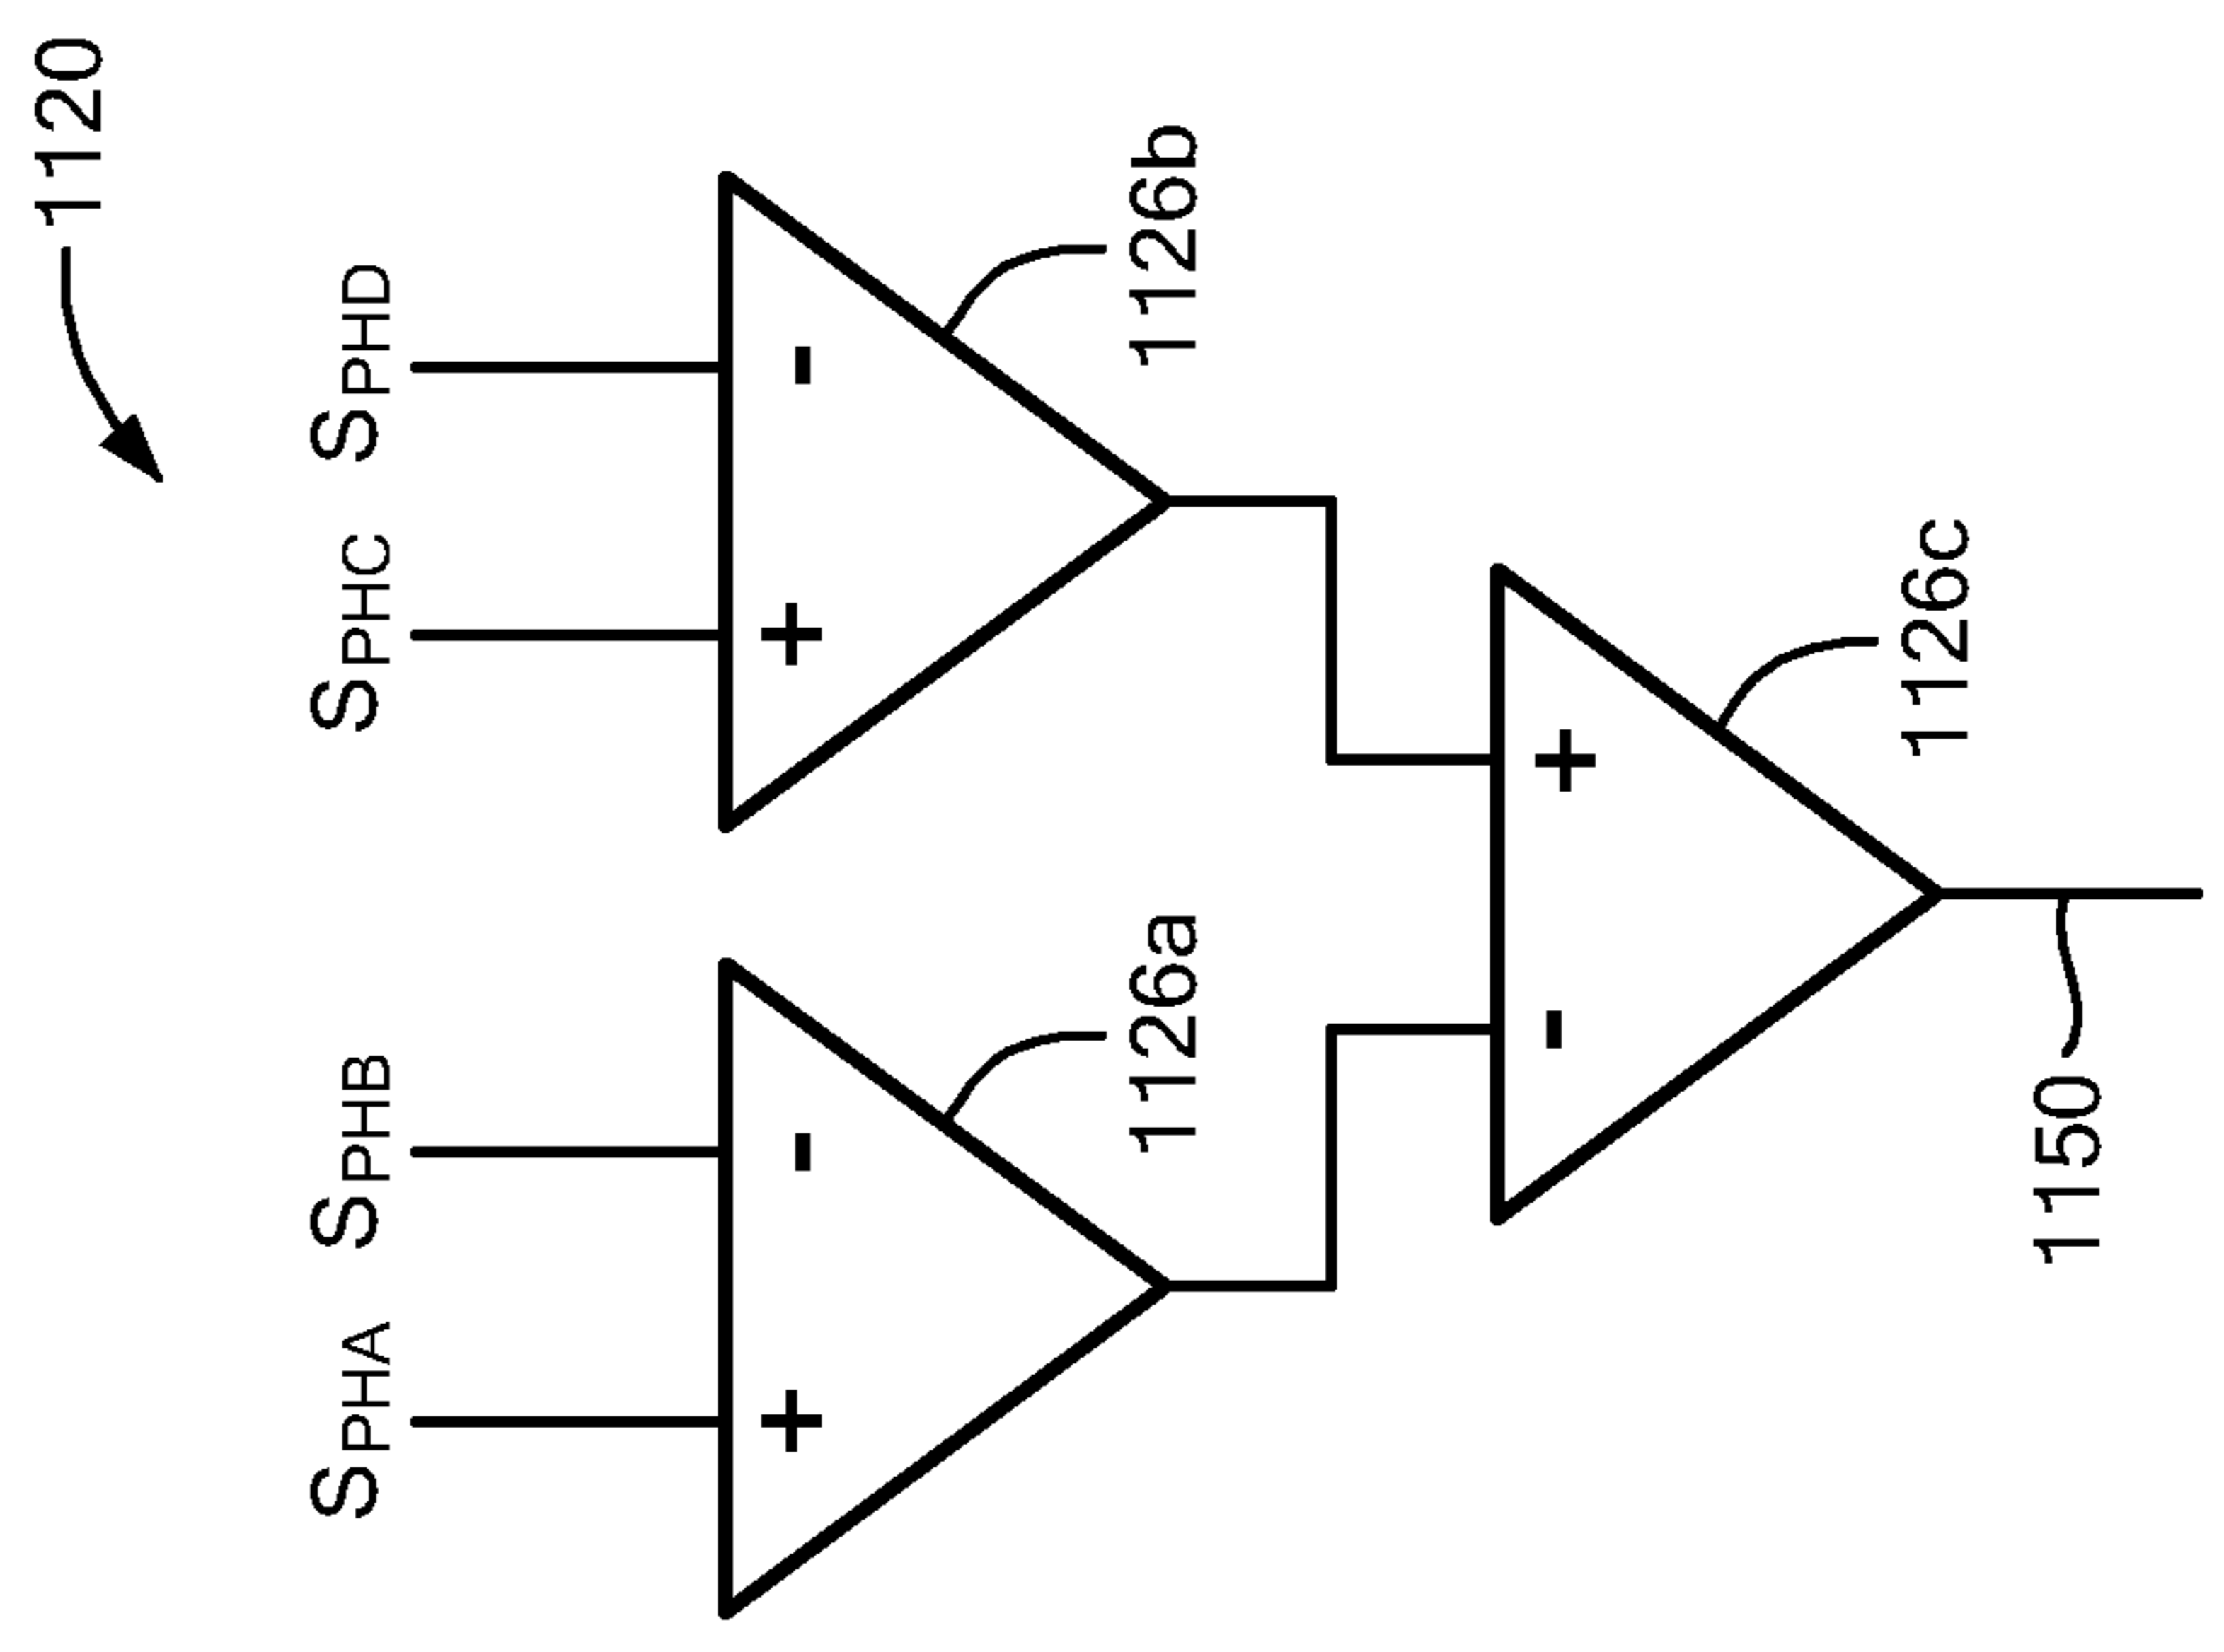 1120
SPHA SPHB SPHC SPHD
+ - + -
1126a 1126b
- +
1126c
1150